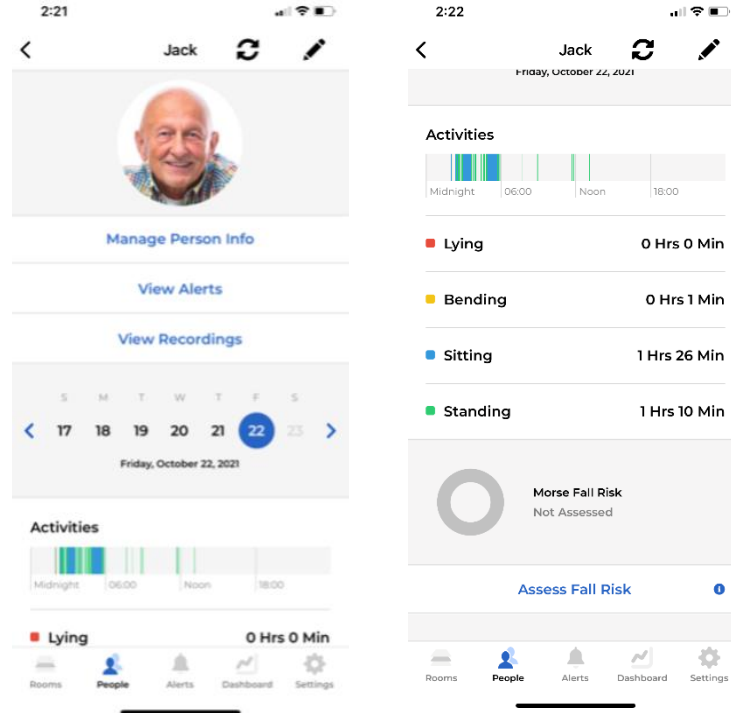 2:21
Jack
Manage Person Info
View Alerts
View Recordings
S M T W T F S
17 18 19 20 21 22 23
Friday, October 22, 2021
Activities
Midnight 06:00 Noon 18:00
Lying 0 Hrs 0 Min
Rooms People Alerts Dashboard Settings
2:22
Jack
Friday, October 22, 2021
Activities
Midnight 06:00 Noon 18:00
Lying 0 Hrs 0 Min
Bending 0 Hrs 1 Min
Sitting 1 Hrs 26 Min
Standing 1 Hrs 10 Min
Morse Fall Risk
Not Assessed
Assess Fall Risk
Rooms People Alerts Dashboard Settings